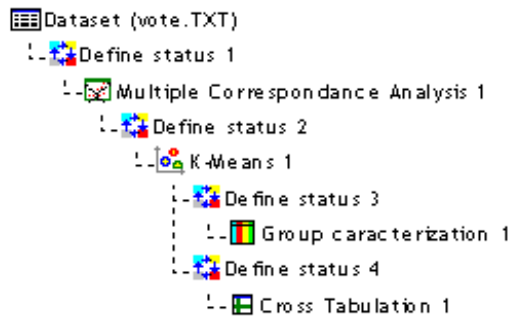 Dataset (vote.TXT)
Define status 1
Multiple Correspondance Analysis 1
Define status 2
K-Means 1
Define status 3
Group caracterization 1
Define status 4
Cross Tabulation 1